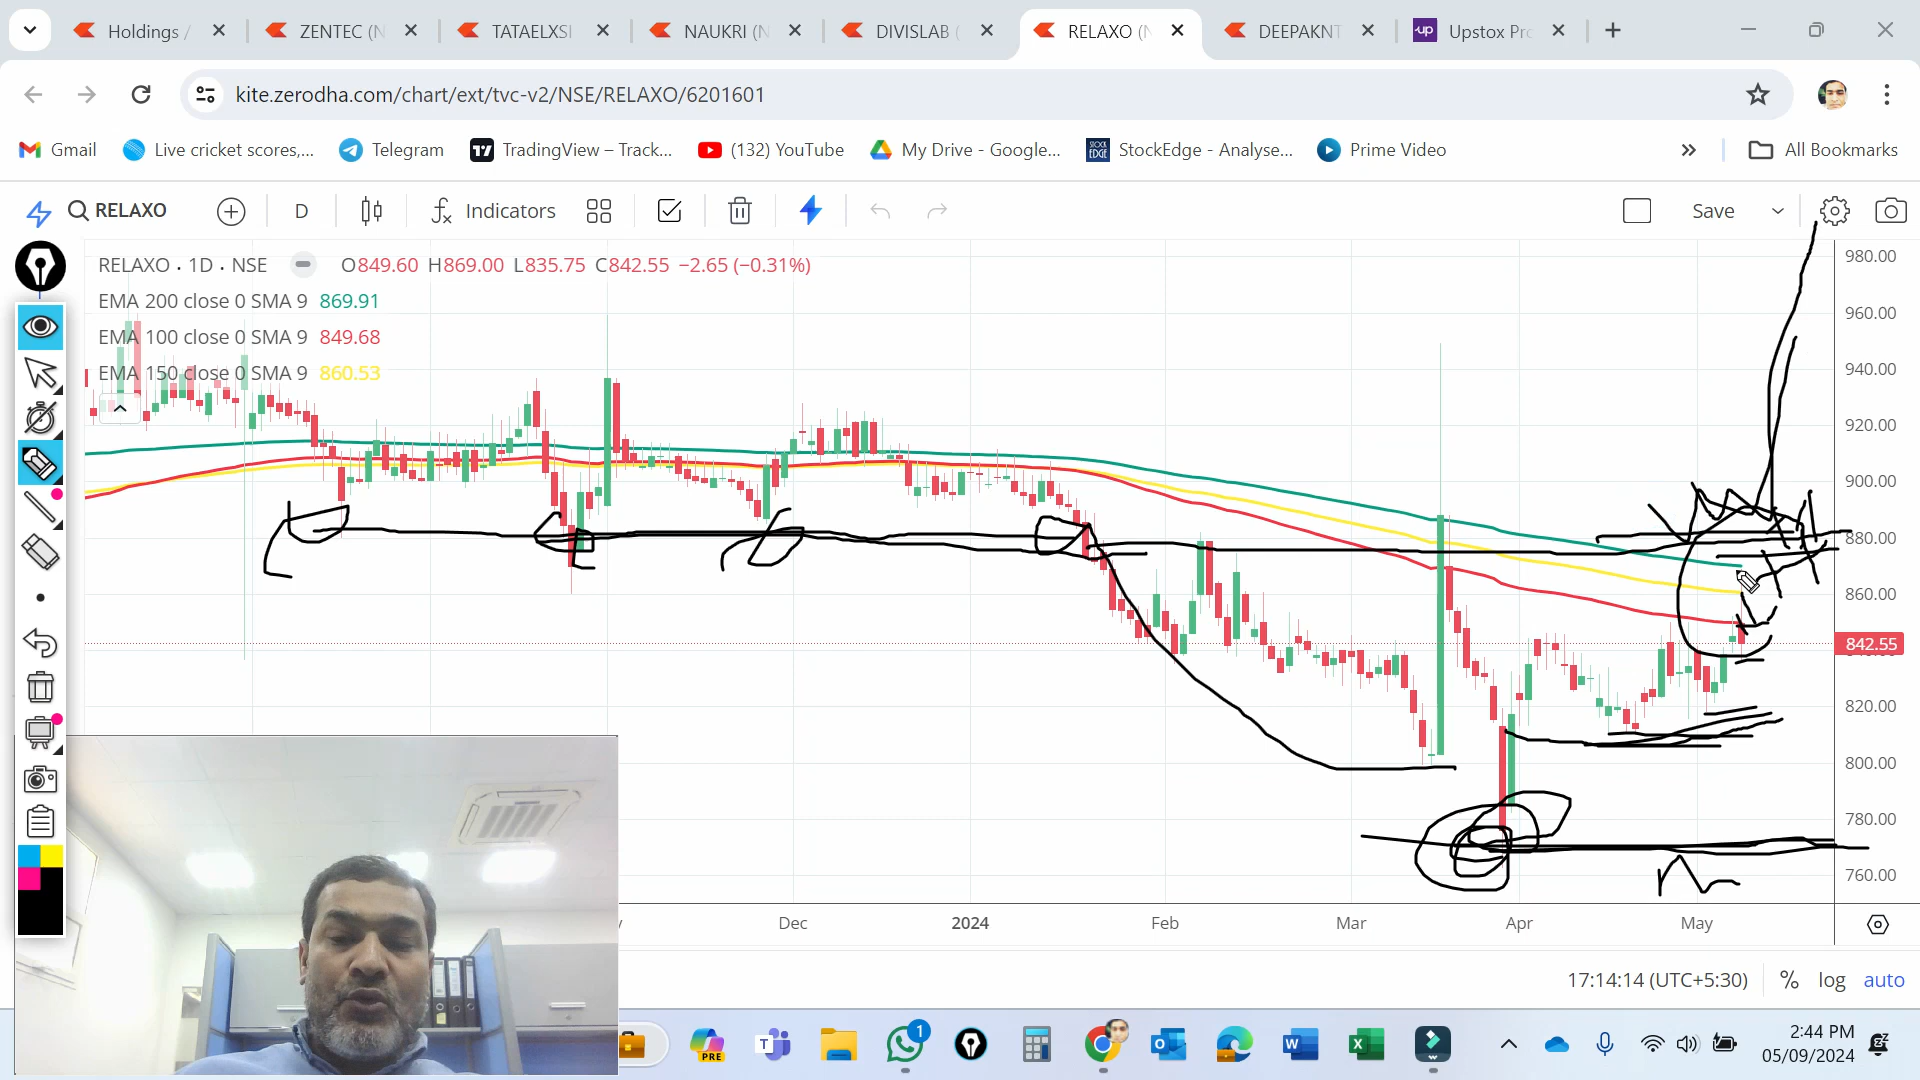 Holdings /
ZENTEC (N
TATAELXSI
NAUKRI (N
DIVISLAB (
RELAXO (N
DEEPAKNT
up Upstox Pro
kite.zerodha.com/chart/ext/tvc-v2/NSE/RELAXO/6201601
Gmail
Live cricket scores,...
Telegram
TradingView – Track...
(132) YouTube
My Drive - Google...
STOCK EDGE StockEdge - Analyse...
Prime Video
All Bookmarks
RELAXO
D
Indicators
Save
RELAXO · 1D · NSE
O849.60 H869.00 L835.75 C842.55 −2.65 (−0.31%)
EMA 200 close 0 SMA 9 869.91
EMA 100 close 0 SMA 9 849.68
EMA 150 close 0 SMA 9 860.53
980.00
960.00
940.00
920.00
900.00
880.00
860.00
842.55
820.00
800.00
780.00
760.00
Dec
2024
Feb
Mar
Apr
May
17:14:14 (UTC+5:30)
%
log
auto
PRE
1
2:44 PM
05/09/2024